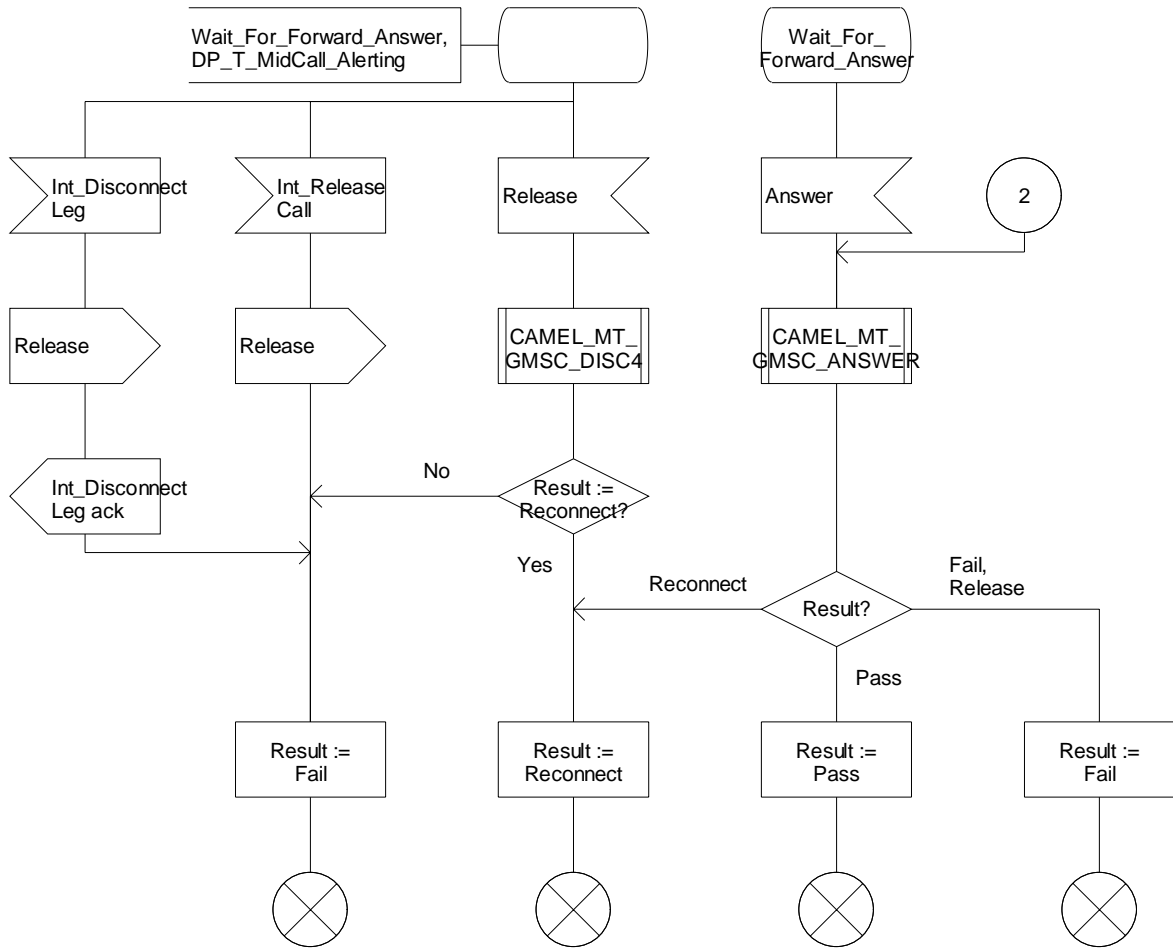 Wait_For_Forward_Answer,
DP_T_MidCall_Alerting
Wait_For_
Forward_Answer
Int_Disconnect
Leg
Int_Release
Call
Release
Answer
2
Release
Release
CAMEL_MT_
GMSC_DISC4
CAMEL_MT_
GMSC_ANSWER
Int_Disconnect
Leg ack
No
Result :=
Reconnect?
Yes
Reconnect
Result?
Fail,
Release
Pass
Result :=
Fail
Result :=
Reconnect
Result :=
Pass
Result :=
Fail